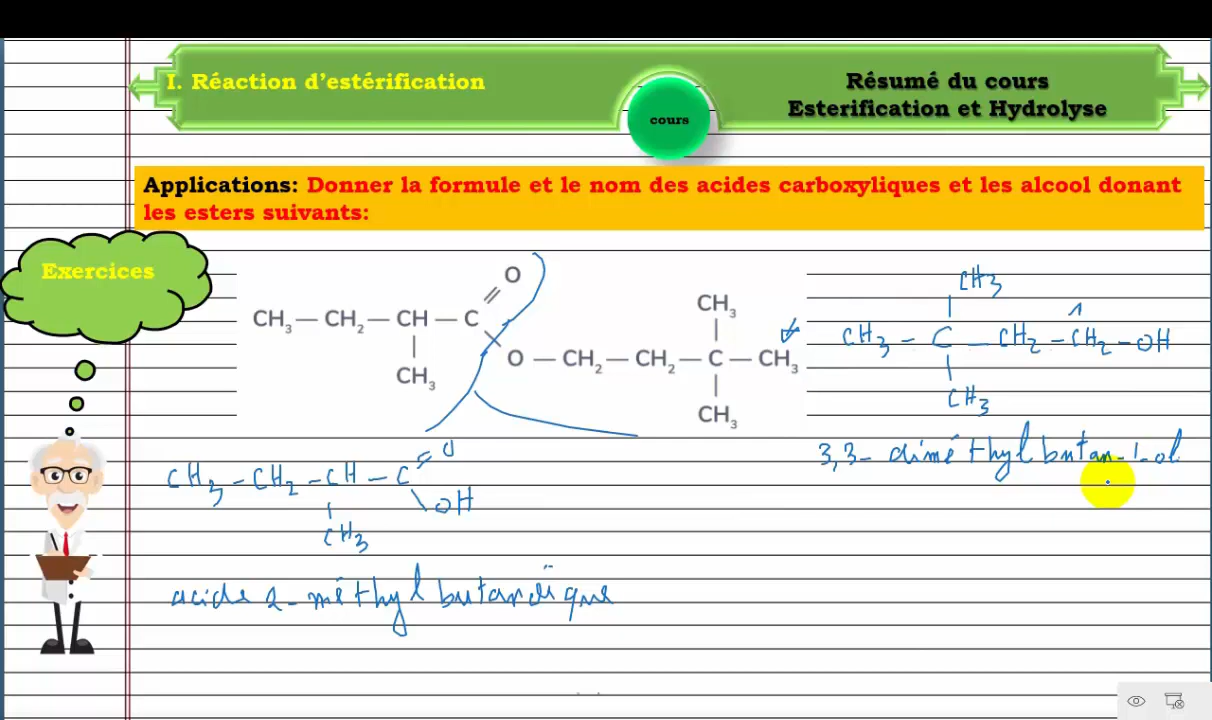 I. Réaction d'estérification
cours
Résumé du cours
Esterification et Hydrolyse
Applications: Donner la formule et le nom des acides carboxyliques et les alcool donant
les esters suivants:
Exercices
O
CH₃ — CH₂ — CH — C
CH₃
O — CH₂ — CH₂ — C — CH₃
CH₃
CH₃
CH₃
CH₃ - C - CH₂ - CH₂ - OH
1
CH₃
3,3- diméthyl butan-1-ol
CH₃ - CH₂ - CH - C = O
OH
CH₃
acide 2- méthyl butanoïque